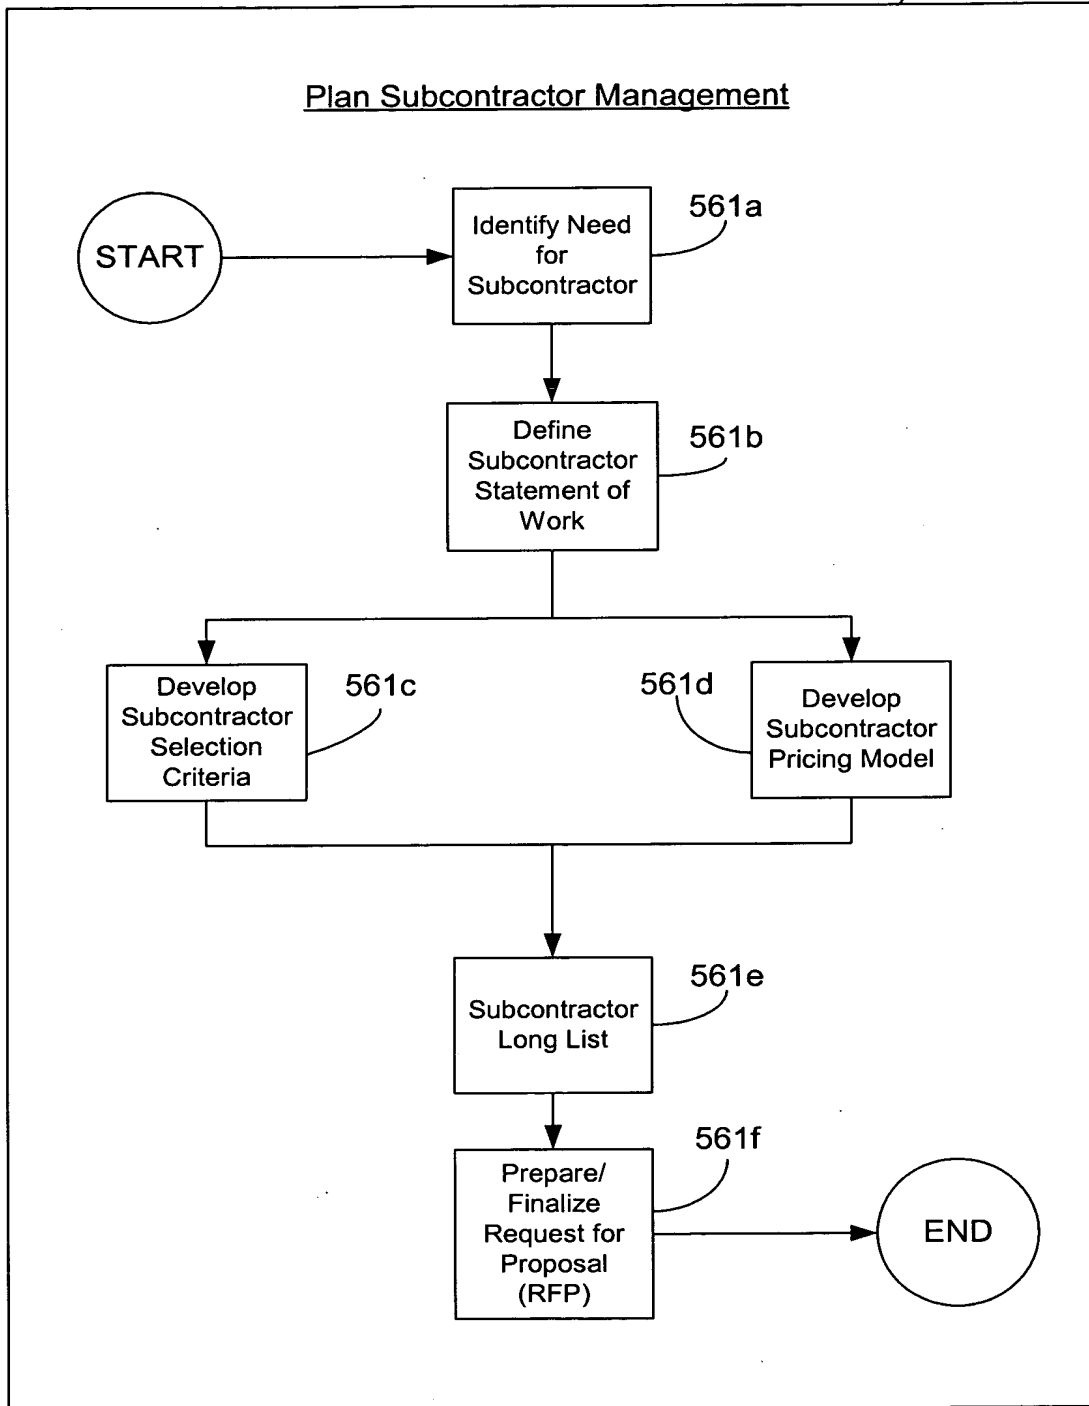 Plan Subcontractor Management
START
Identify Need
for
Subcontractor
561a
Define
Subcontractor
Statement of
Work
561b
Develop
Subcontractor
Selection
Criteria
561c
561d
Develop
Subcontractor
Pricing Model
Subcontractor
Long List
561e
Prepare/
Finalize
Request for
Proposal
(RFP)
561f
END